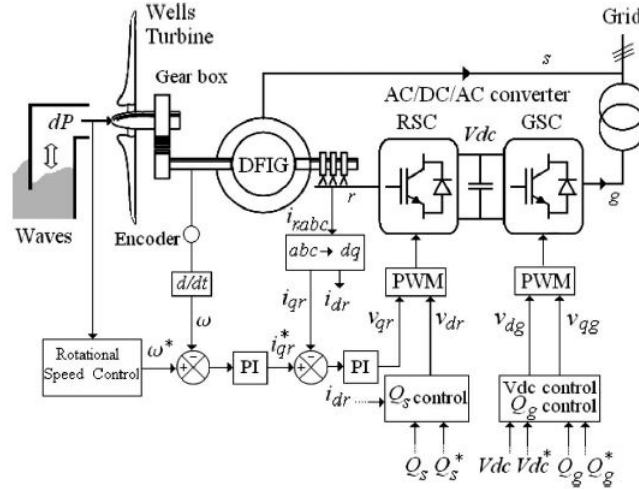 Grid
Wells
Turbine
Gear box
s
AC/DC/AC converter
dP
RSC
Vdc
GSC
DFIG
r
g
Waves
Encoder
i_rabc
abc → dq
PWM
PWM
d/dt
i_qr
i_dr
v_qr
v_dr
v_dg
v_qg
ω
Rotational
Speed Control
ω*
+
−
PI
i*_qr
+
−
PI
i_dr
Q_s control
Vdc control
Q_g control
Q_s Q_s* Vdc Vdc* Q_g Q_g*